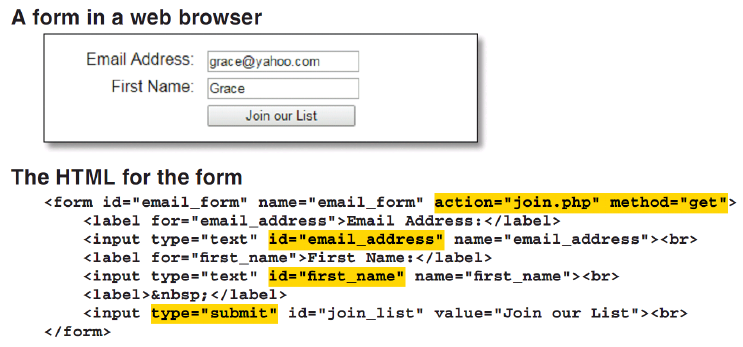 A form in a web browser
Email Address: grace@yahoo.com
First Name: Grace
Join our List
The HTML for the form
<form id="email_form" name="email_form" action="join.php" method="get">
<label for="email_address">Email Address:</label>
<input type="text" id="email_address" name="email_address"><br>
<label for="first_name">First Name:</label>
<input type="text" id="first_name" name="first_name"><br>
<label>&nbsp;</label>
<input type="submit" id="join_list" value="Join our List"><br>
</form>